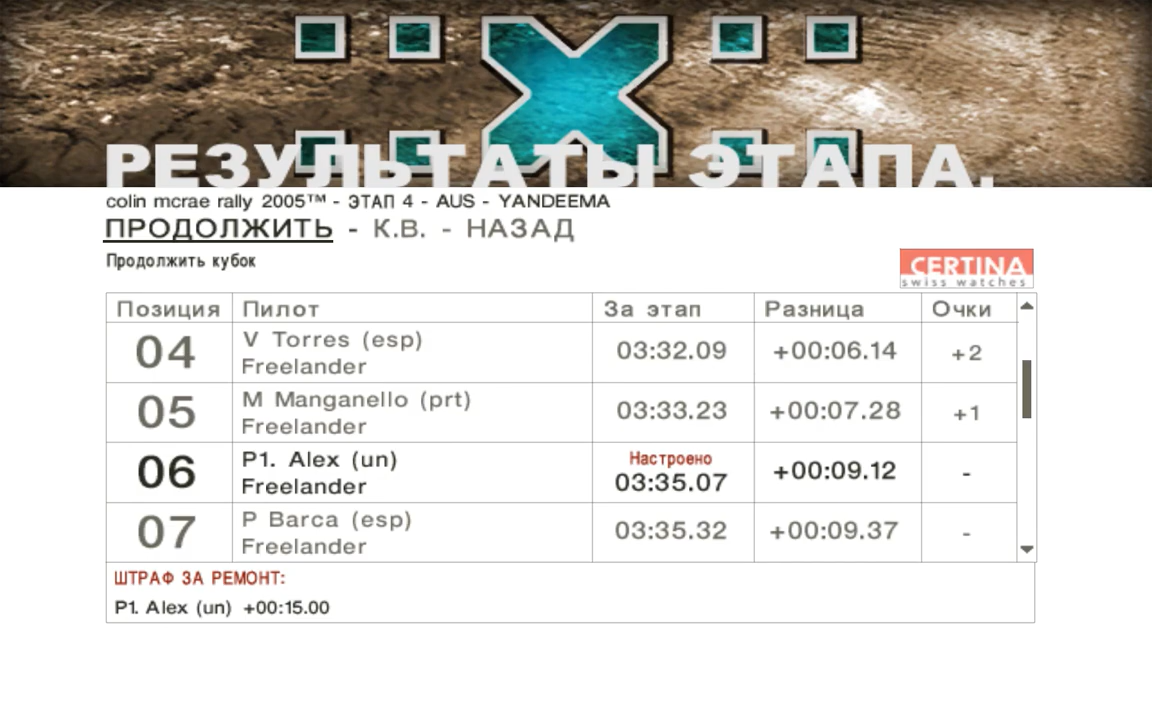 РЕЗУЛЬТАТЫ ЭТАПА.
colin mcrae rally 2005™ - ЭТАП 4 - AUS - YANDEEMA
ПРОДОЛЖИТЬ - К.В. - НАЗАД
Продолжить кубок
CERTINA
swiss watches
Позиция Пилот За этап Разница Очки
04 V Torres (esp) Freelander 03:32.09 +00:06.14 +2
05 M Manganello (prt) Freelander 03:33.23 +00:07.28 +1
06 P1. Alex (un) Freelander Настроено 03:35.07 +00:09.12 -
07 P Barca (esp) Freelander 03:35.32 +00:09.37 -
ШТРАФ ЗА РЕМОНТ:
P1. Alex (un) +00:15.00